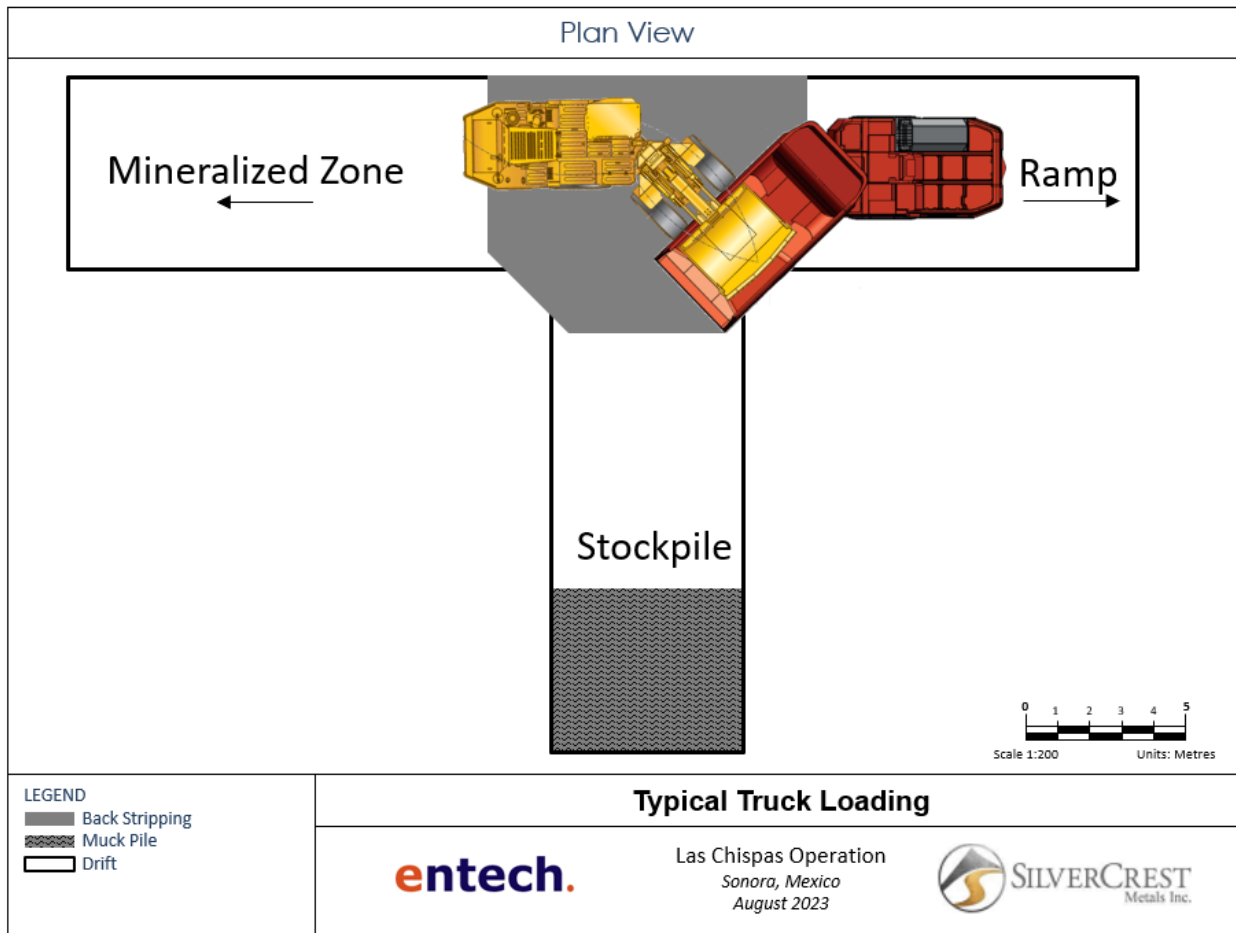 Plan View
Mineralized Zone
Ramp
Stockpile
0 1 2 3 4 5
Scale 1:200 Units: Metres
LEGEND
Back Stripping
Muck Pile
Drift
Typical Truck Loading
entech.
Las Chispas Operation
Sonora, Mexico
August 2023
SILVERCREST
Metals Inc.